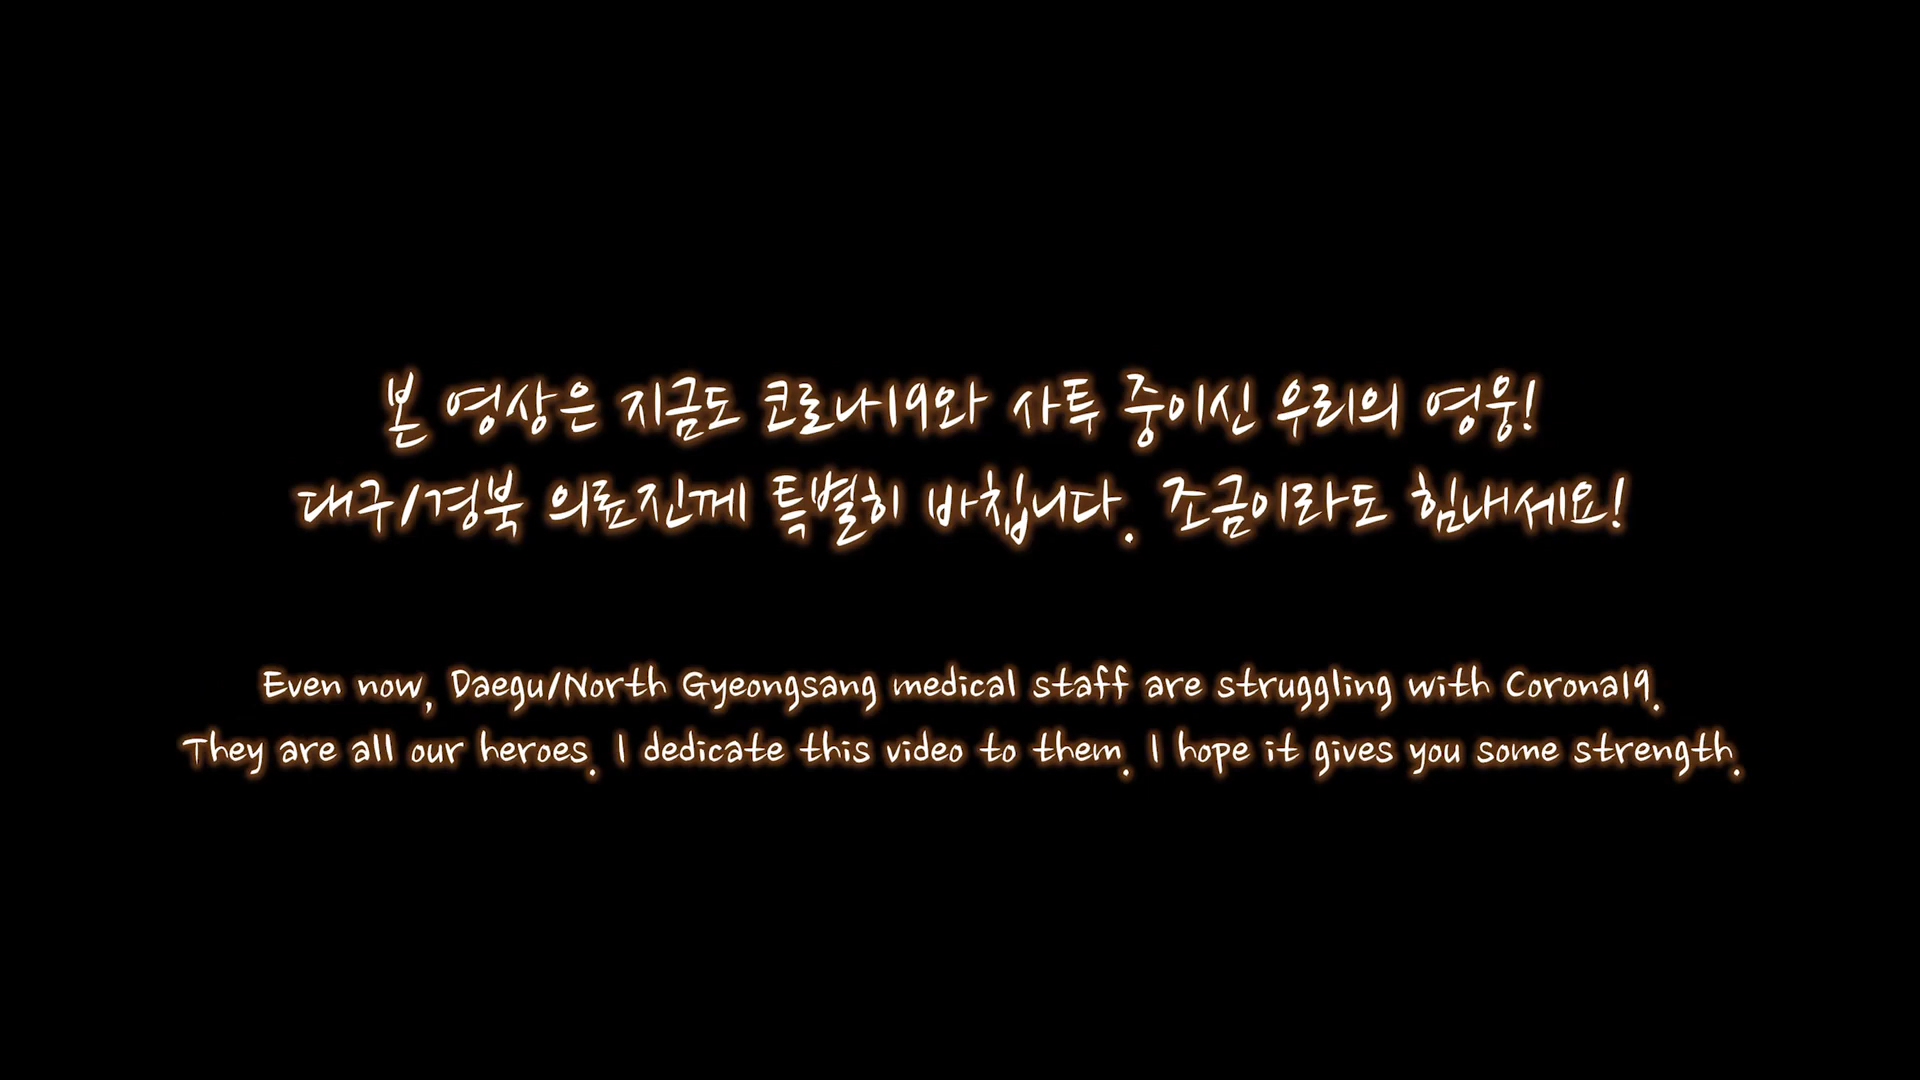 본 영상은 지금도 코로나19와 사투 중이신 우리의 영웅!
대구/경북 의료진께 특별히 바칩니다. 조금이라도 힘내세요!
Even now, Daegu/North Gyeongsang medical staff are struggling with Corona19.
They are all our heroes. I dedicate this video to them. I hope it gives you some strength.